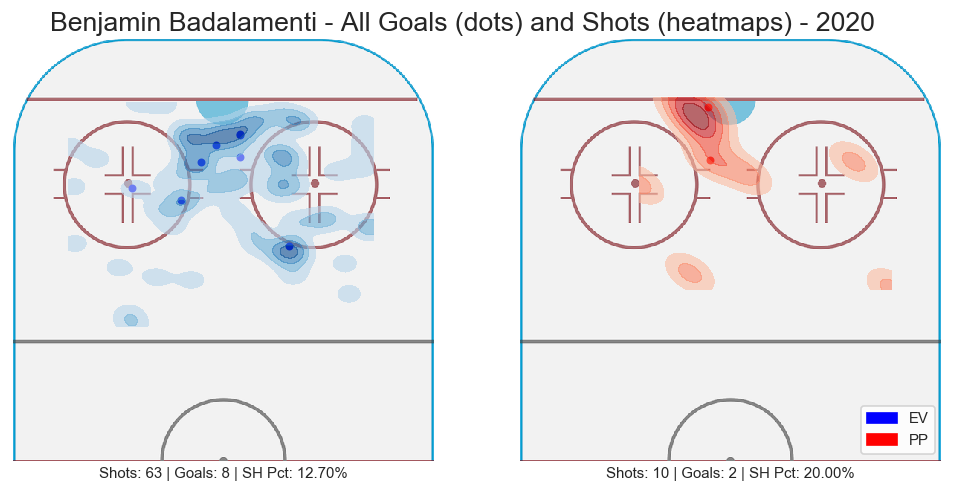 Benjamin Badalamenti - All Goals (dots) and Shots (heatmaps) - 2020
EV
PP
Shots: 63 | Goals: 8 | SH Pct: 12.70%
Shots: 10 | Goals: 2 | SH Pct: 20.00%